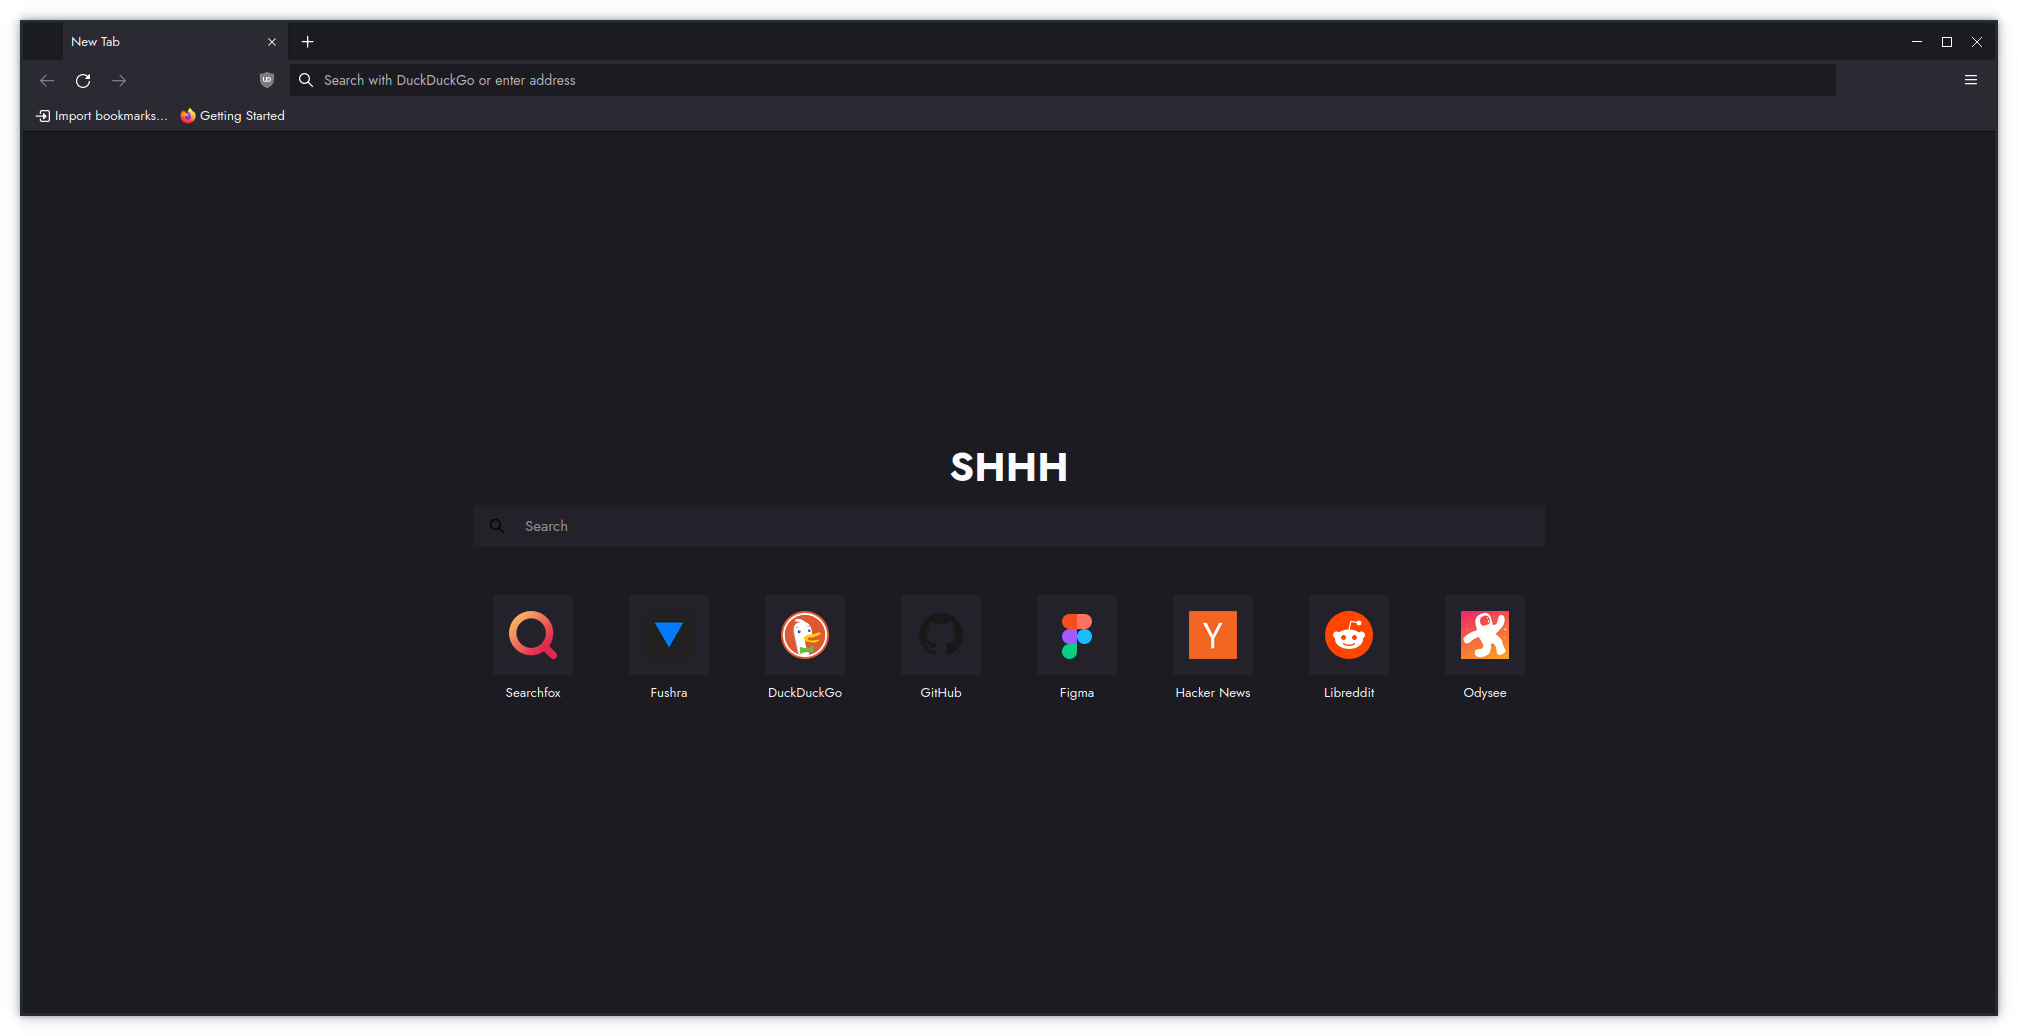 New Tab
Search with DuckDuckGo or enter address
Import bookmarks...
Getting Started
SHHH
Search
Searchfox
Fushra
DuckDuckGo
GitHub
Figma
Hacker News
Libreddit
Odysee